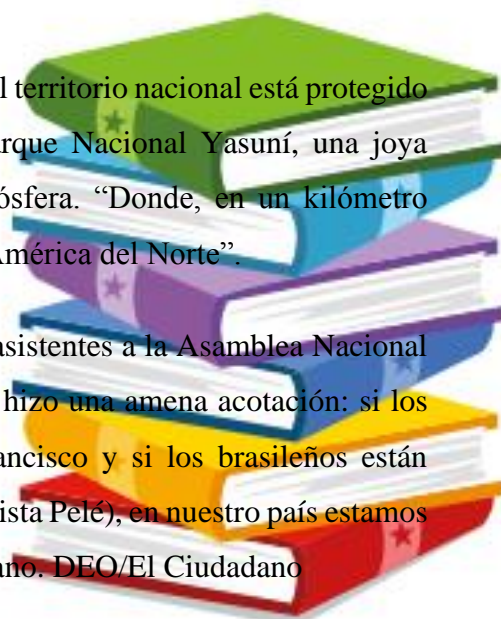 l territorio nacional está protegido
arque Nacional Yasuní, una joya
ósfera. “Donde, en un kilómetro
América del Norte”.
asistentes a la Asamblea Nacional
hizo una amena acotación: si los
ancisco y si los brasileños están
ista Pelé), en nuestro país estamos
ano. DEO/El Ciudadano